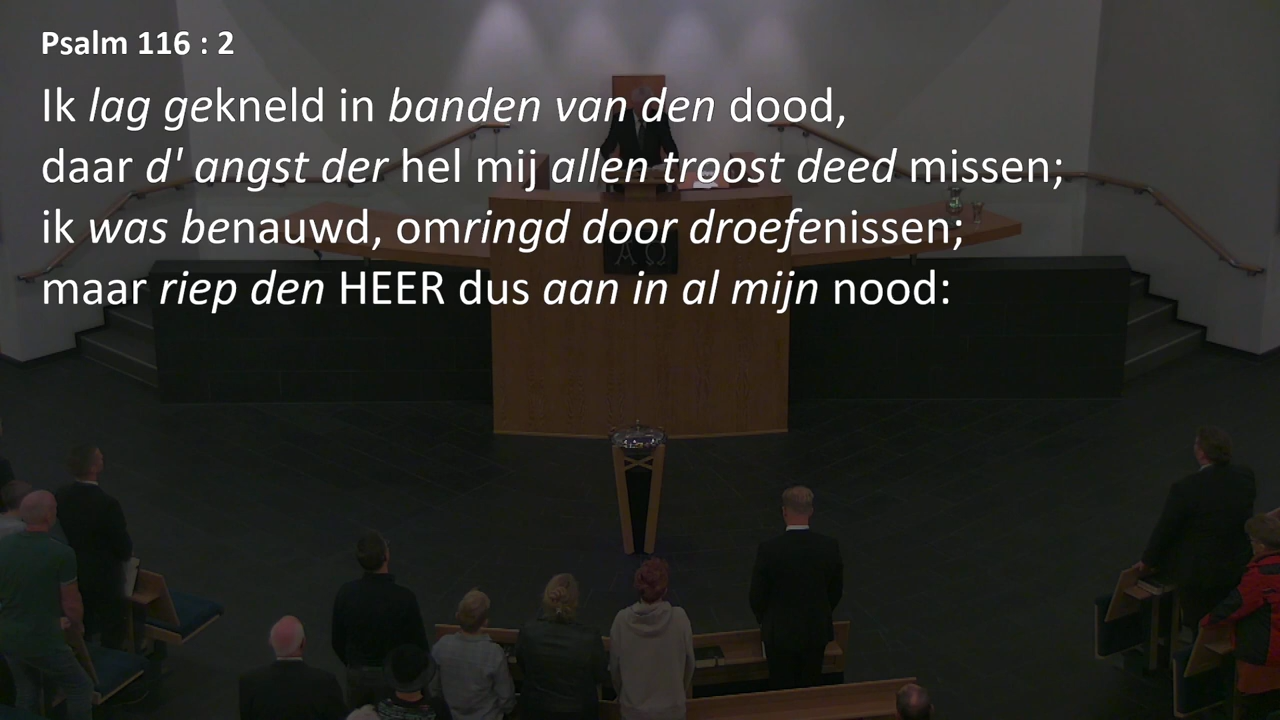 Psalm 116 : 2
Ik lag gekneld in banden van den dood,
daar d' angst der hel mij allen troost deed missen;
ik was benauwd, omringd door droefenissen;
maar riep den HEER dus aan in al mijn nood:
Α Ω